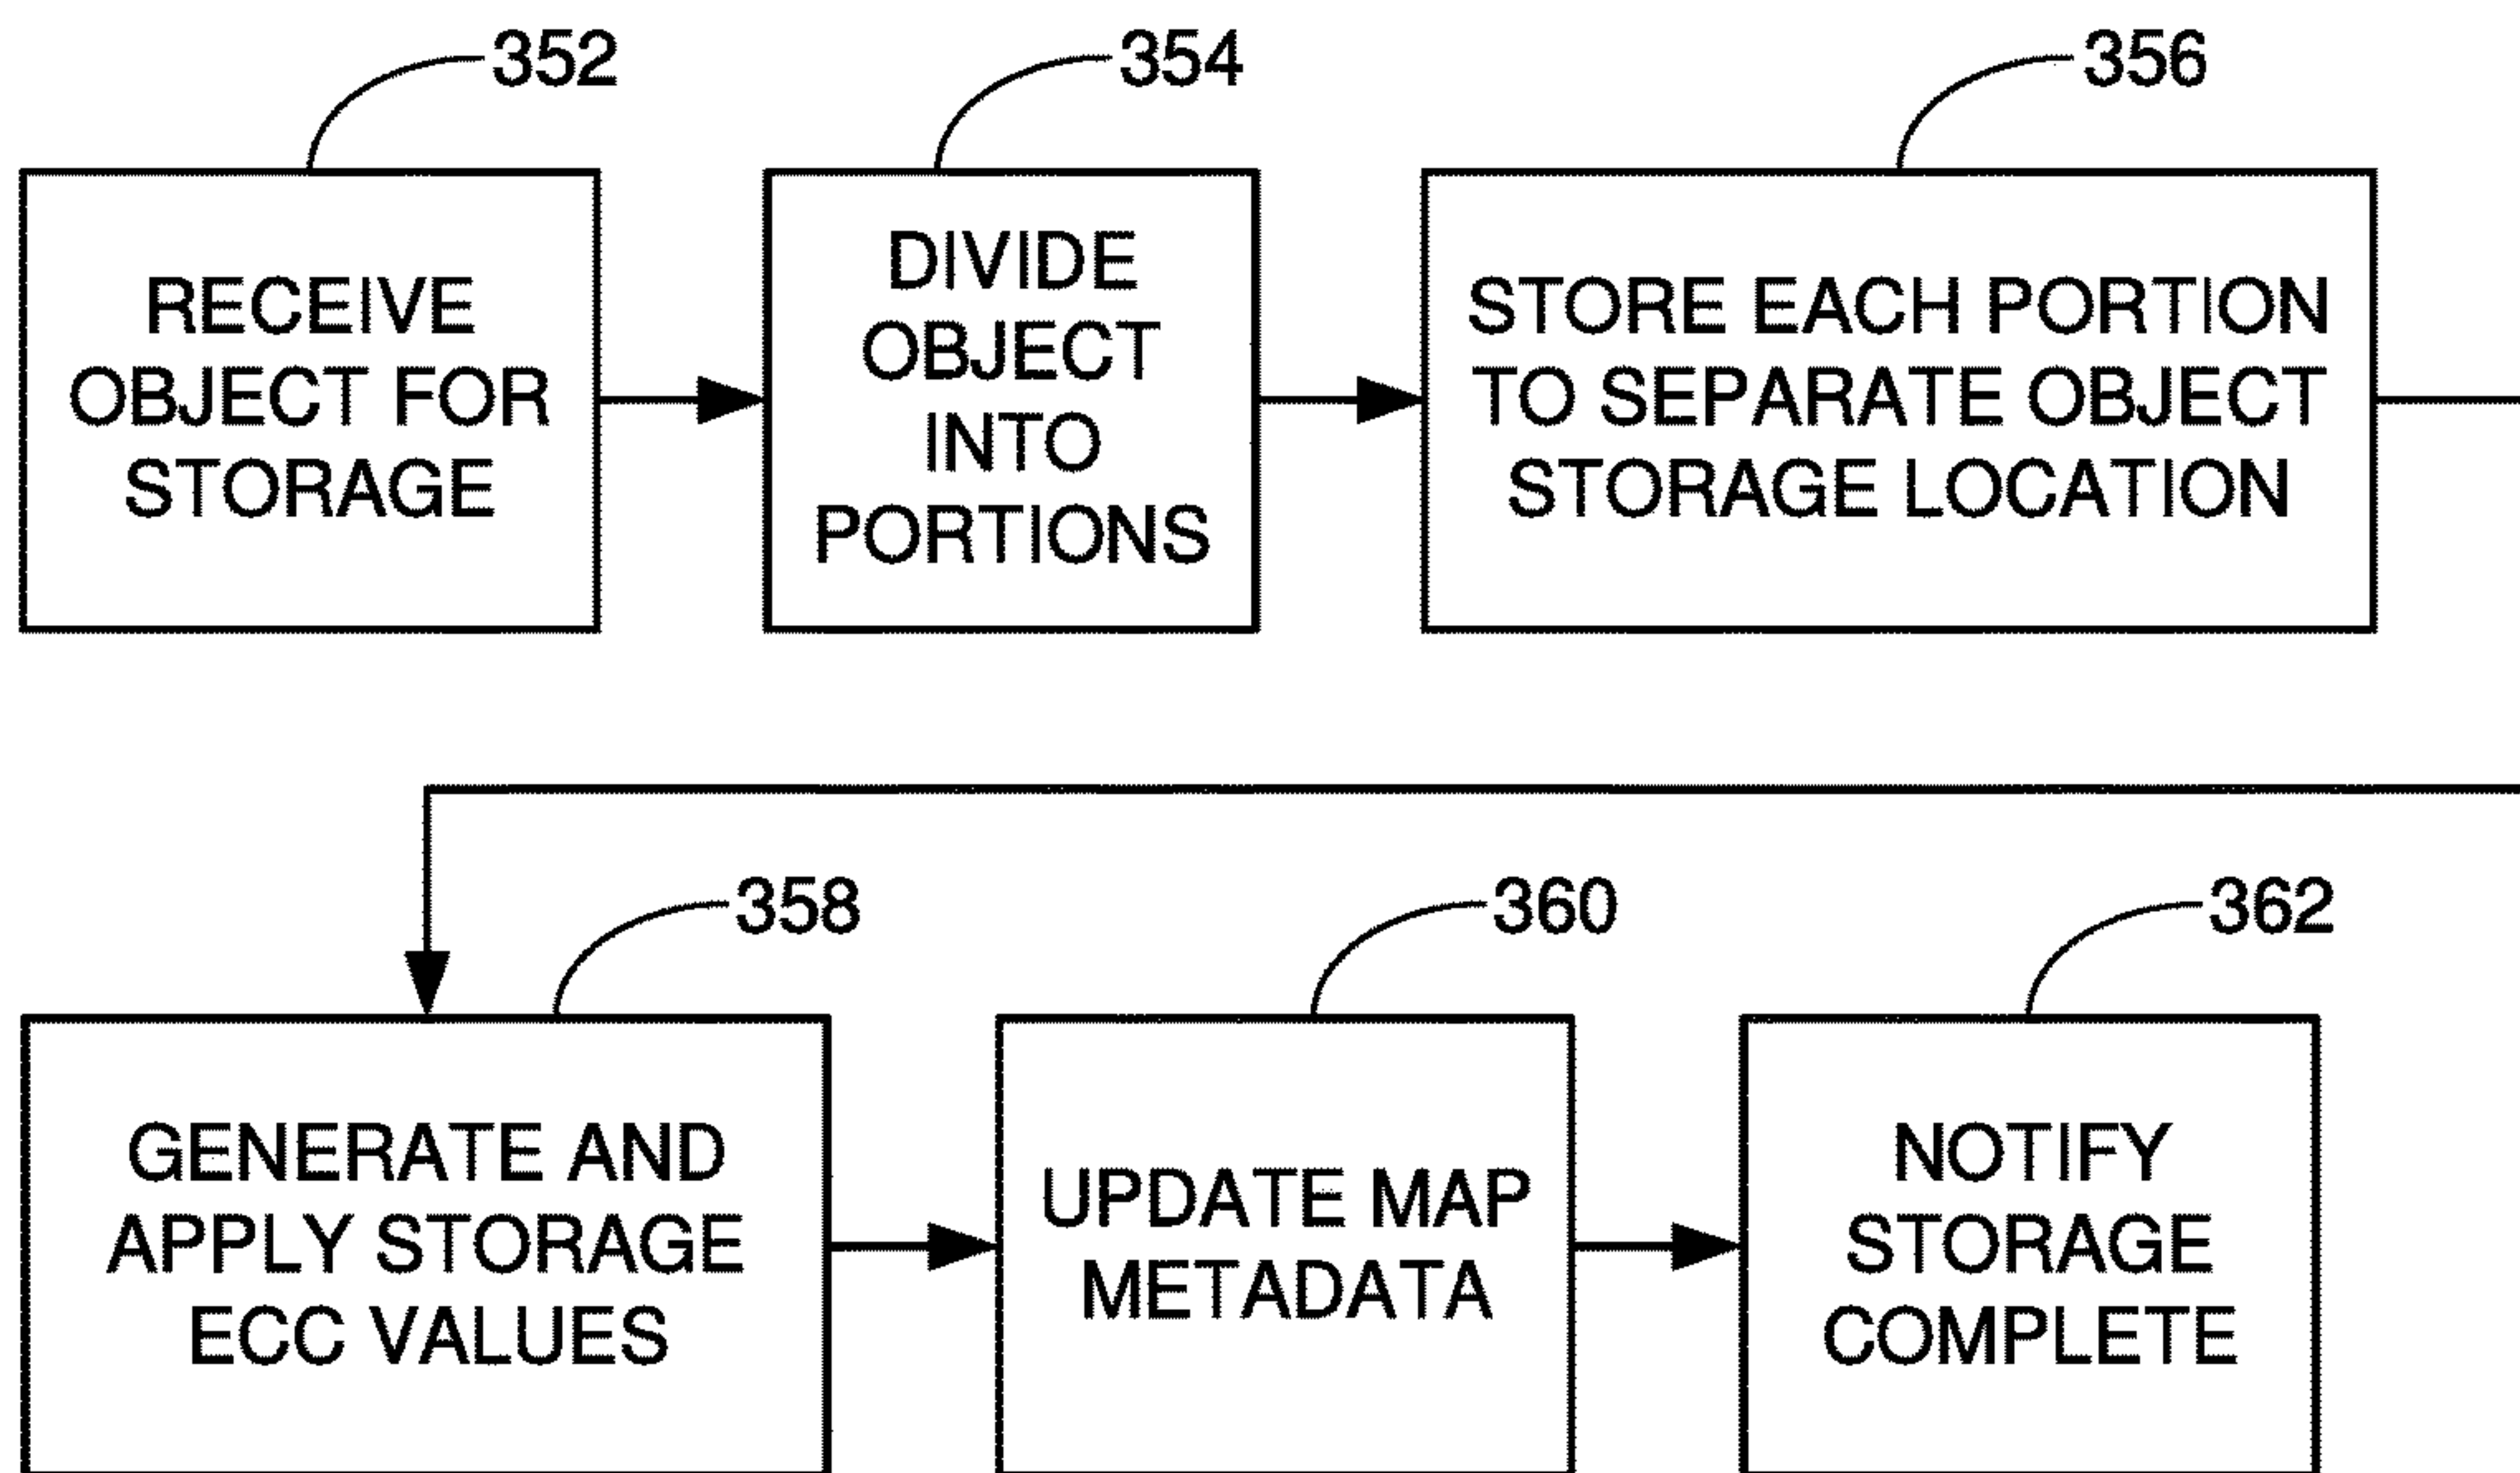 352
354
356
RECEIVE
OBJECT FOR
STORAGE
DIVIDE
OBJECT
INTO
PORTIONS
STORE EACH PORTION
TO SEPARATE OBJECT
STORAGE LOCATION
358
360
362
GENERATE AND
APPLY STORAGE
ECC VALUES
UPDATE MAP
METADATA
NOTIFY
STORAGE
COMPLETE